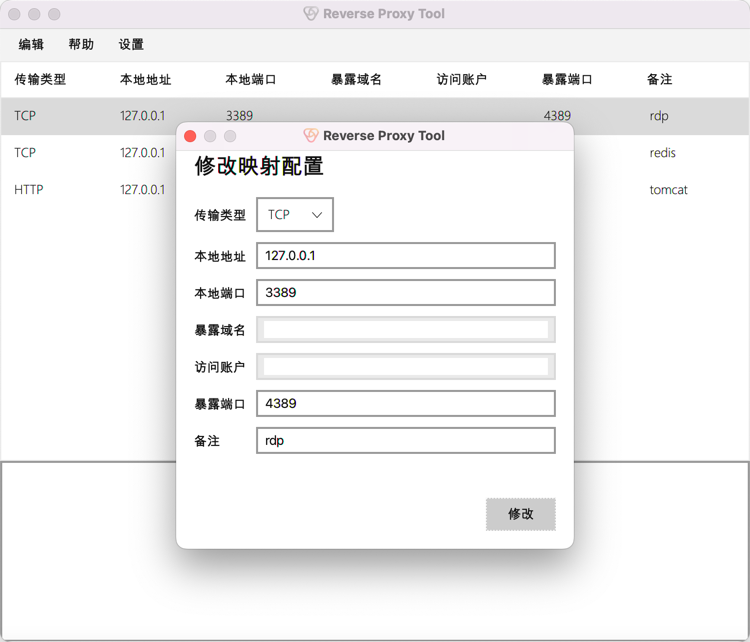 Reverse Proxy Tool
编辑 帮助 设置
传输类型 本地地址 本地端口 暴露域名 访问账户 暴露端口 备注
TCP 127.0.0.1 3389 4389 rdp
TCP 127.0.0.1 redis
HTTP 127.0.0.1 tomcat
Reverse Proxy Tool
修改映射配置
传输类型 TCP
本地地址 127.0.0.1
本地端口 3389
暴露域名
访问账户
暴露端口 4389
备注 rdp
修改